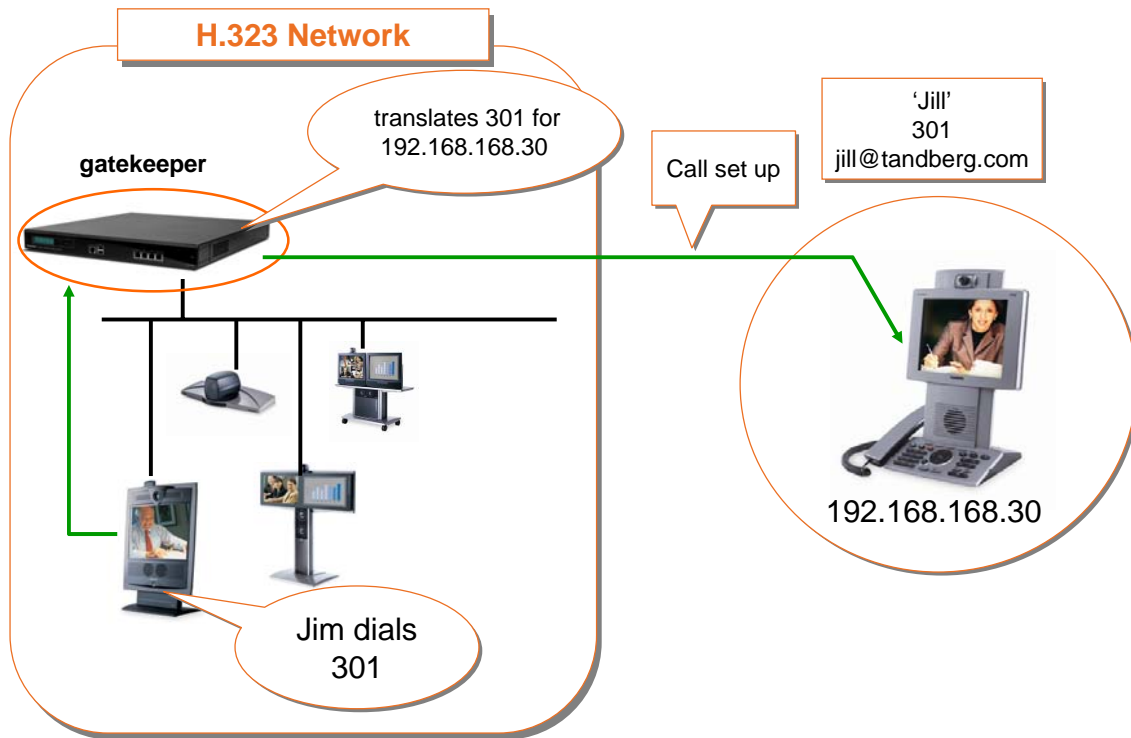 H.323 Network
translates 301 for
192.168.168.30
gatekeeper
Call set up
‘Jill’
301
jill@tandberg.com
192.168.168.30
Jim dials
301